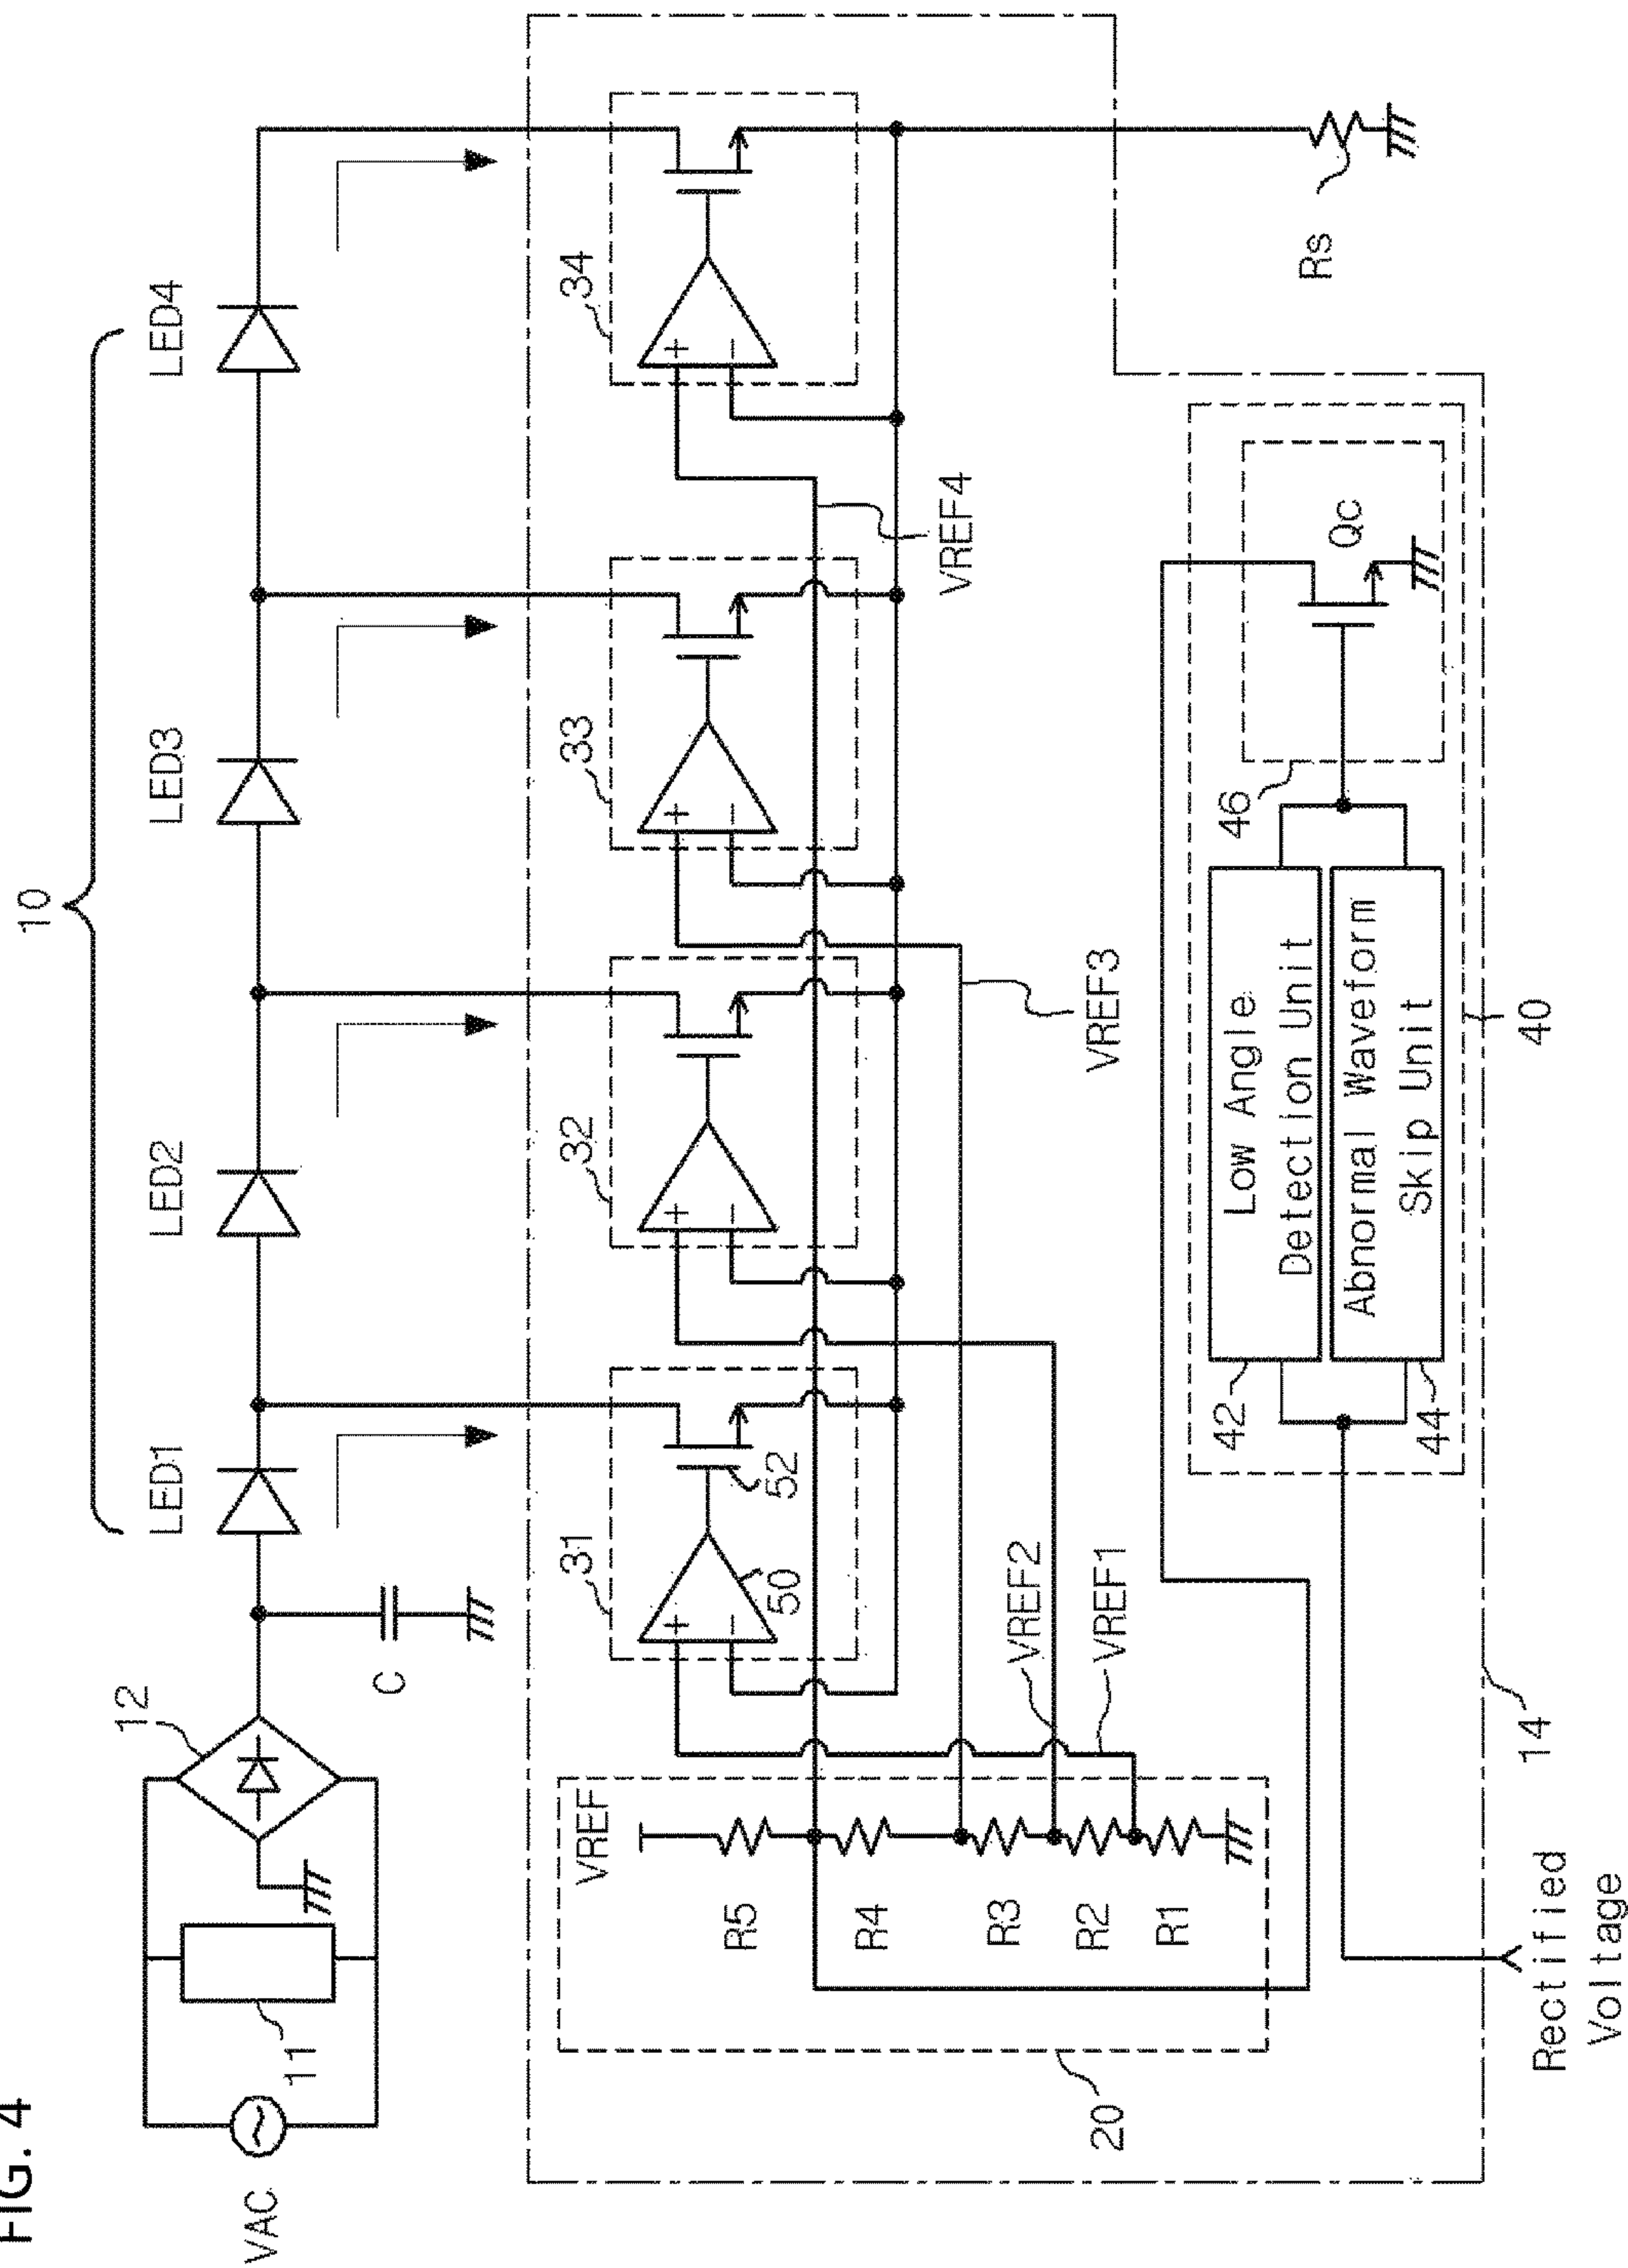 FIG. 4
10
LED1
LED2
LED3
LED4
12
VAC
11
C
31
32
33
34
50
52
+
-
+
-
+
-
+
-
VREF
R5
R4
R3
R2
R1
20
VREF2
VREF1
VREF3
VREF4
Rs
42
Low Angle
Detection Unit
44
Abnormal Waveform
Skip Unit
46
Qc
40
14
Rectified
Voltage